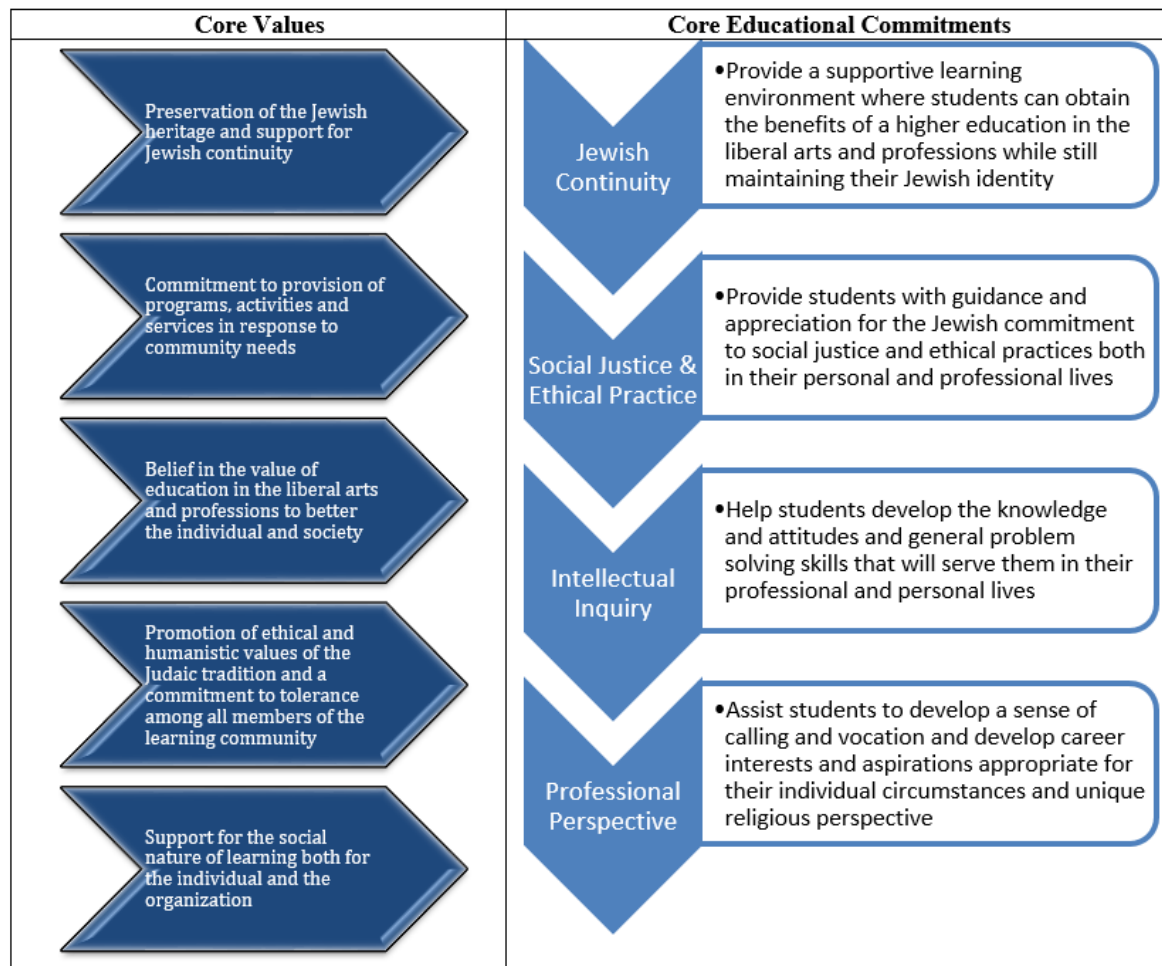 Core Values
Preservation of the Jewish
heritage and support for
Jewish continuity
Commitment to provision of
programs, activities and
services in response to
community needs
Belief in the value of
education in the liberal arts
and professions to better
the individual and society
Promotion of ethical and
humanistic values of the
Judaic tradition and a
commitment to tolerance
among all members of the
learning community
Support for the social
nature of learning both for
the individual and the
organization
Core Educational Commitments
Jewish
Continuity
•Provide a supportive learning
environment where students can obtain
the benefits of a higher education in the
liberal arts and professions while still
maintaining their Jewish identity
Social Justice &
Ethical Practice
•Provide students with guidance and
appreciation for the Jewish commitment
to social justice and ethical practices both
in their personal and professional lives
Intellectual
Inquiry
•Help students develop the knowledge
and attitudes and general problem
solving skills that will serve them in their
professional and personal lives
Professional
Perspective
•Assist students to develop a sense of
calling and vocation and develop career
interests and aspirations appropriate for
their individual circumstances and unique
religious perspective